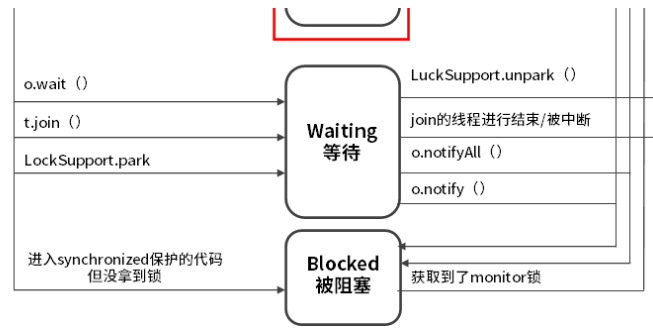 o.wait（）
t.join（）
LockSupport.park
Waiting
等待
LuckSupport.unpark（）
join的线程进行结束/被中断
o.notifyAll（）
o.notify（）
进入synchronized保护的代码
但没拿到锁
Blocked
被阻塞
获取到了monitor锁